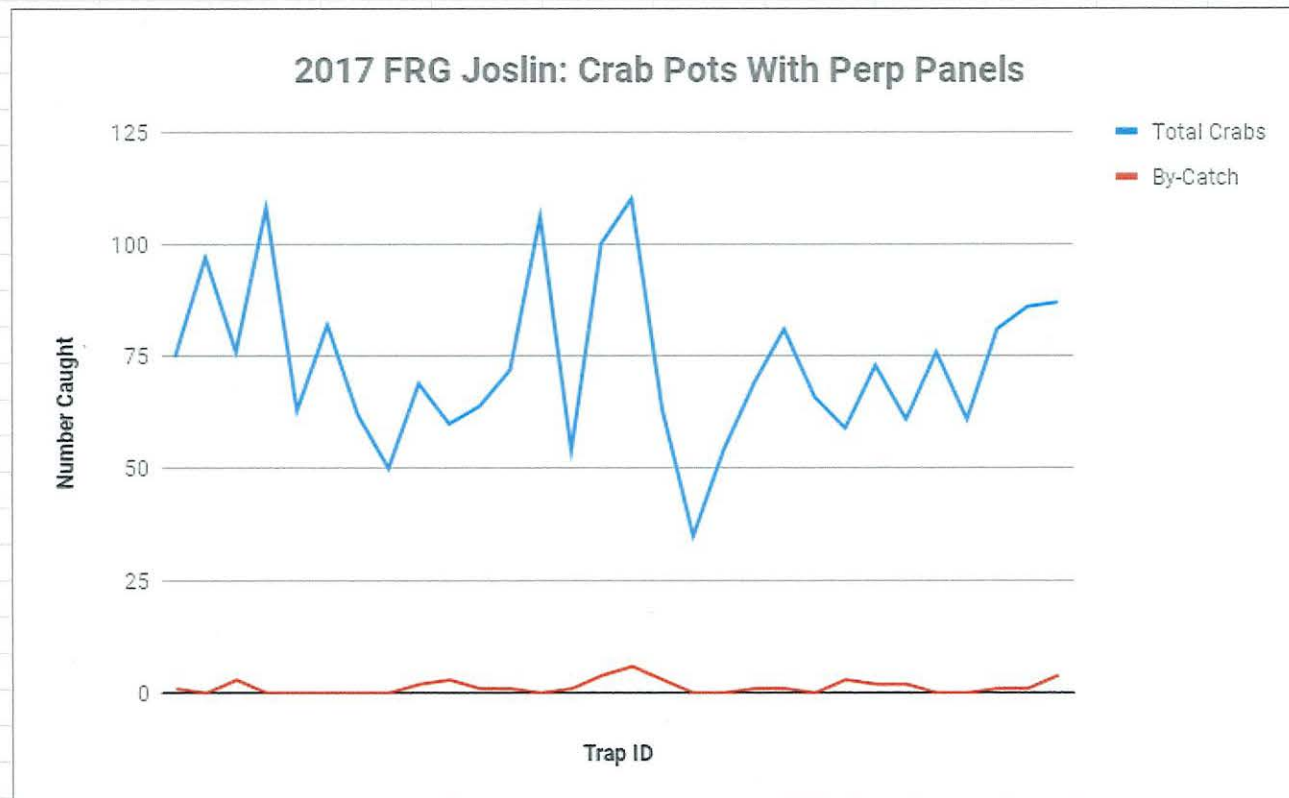 2017 FRG Joslin: Crab Pots With Perp Panels
Total Crabs
By-Catch
125
100
75
50
25
0
Number Caught
Trap ID